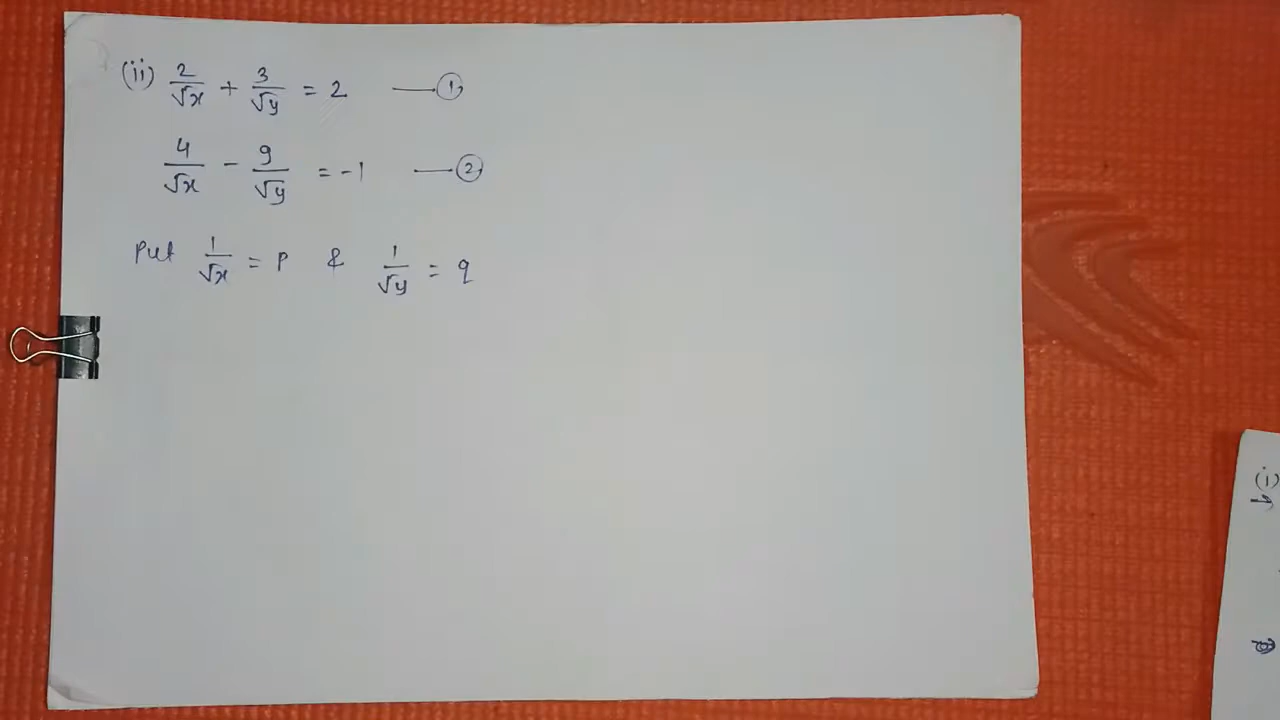 (ii) 2/√x + 3/√y = 2 —— ①
4/√x - 9/√y = -1 —— ②
Put 1/√x = P & 1/√y = q